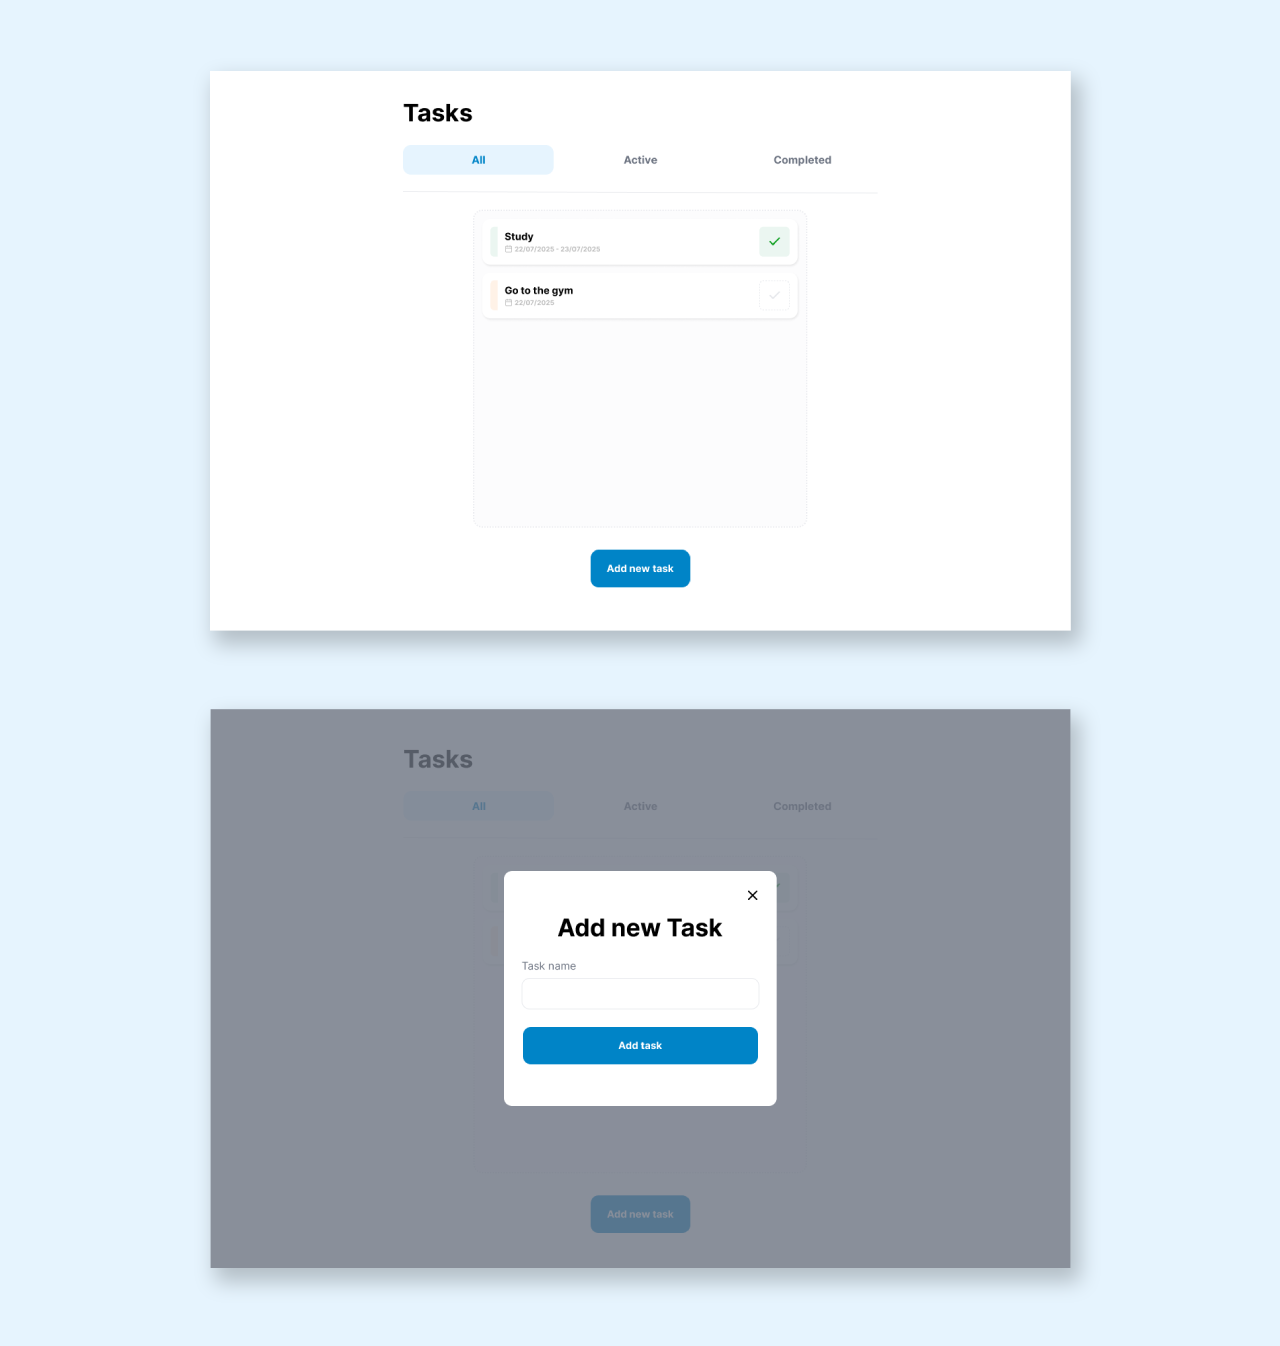 Tasks
All
Active
Completed
Study
22/07/2025 - 23/07/2025
Go to the gym
22/07/2025
Add new task
Tasks
All
Active
Completed
Add new Task
Task name
Add task
Add new task